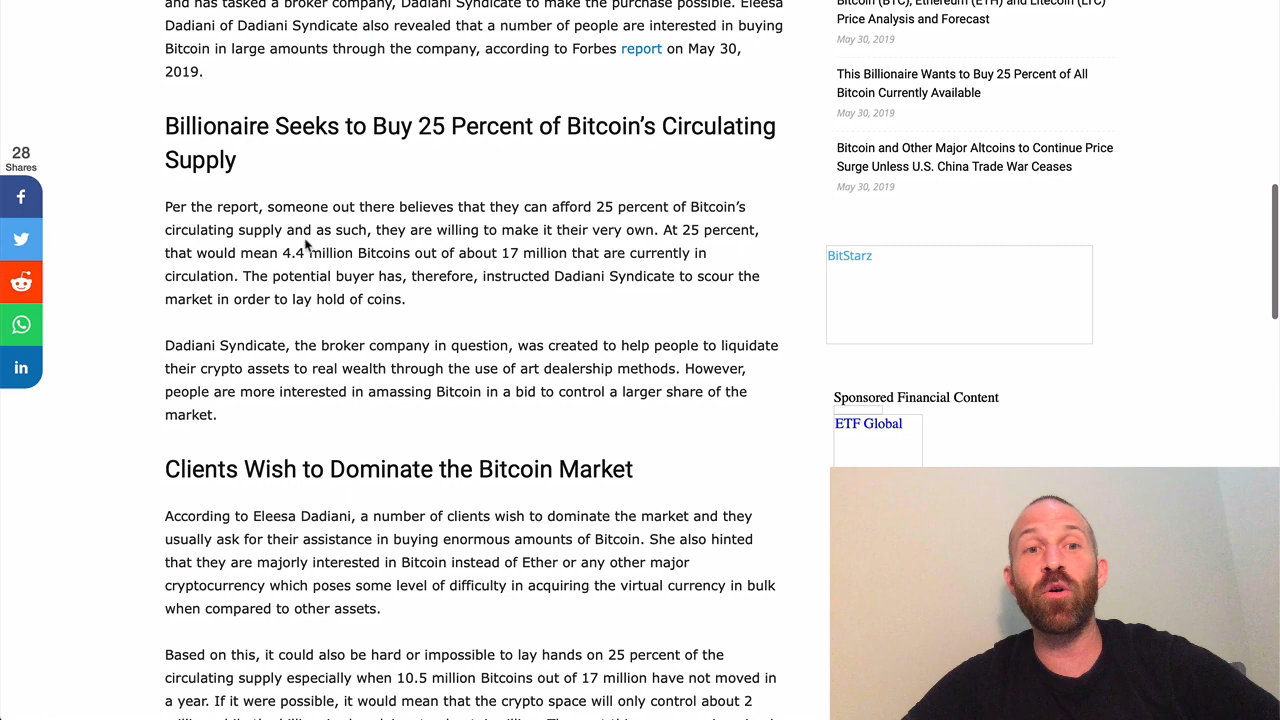 and has tasked a broker company, Dadiani Syndicate to make the purchase possible. Eleesa
Dadiani of Dadiani Syndicate also revealed that a number of people are interested in buying
Bitcoin in large amounts through the company, according to Forbes report on May 30,
2019.
Billionaire Seeks to Buy 25 Percent of Bitcoin's Circulating
Supply
Per the report, someone out there believes that they can afford 25 percent of Bitcoin's
circulating supply and as such, they are willing to make it their very own. At 25 percent,
that would mean 4.4 million Bitcoins out of about 17 million that are currently in
circulation. The potential buyer has, therefore, instructed Dadiani Syndicate to scour the
market in order to lay hold of coins.
Dadiani Syndicate, the broker company in question, was created to help people to liquidate
their crypto assets to real wealth through the use of art dealership methods. However,
people are more interested in amassing Bitcoin in a bid to control a larger share of the
market.
Clients Wish to Dominate the Bitcoin Market
According to Eleesa Dadiani, a number of clients wish to dominate the market and they
usually ask for their assistance in buying enormous amounts of Bitcoin. She also hinted
that they are majorly interested in Bitcoin instead of Ether or any other major
cryptocurrency which poses some level of difficulty in acquiring the virtual currency in bulk
when compared to other assets.
Based on this, it could also be hard or impossible to lay hands on 25 percent of the
circulating supply especially when 10.5 million Bitcoins out of 17 million have not moved in
a year. If it were possible, it would mean that the crypto space will only control about 2
28
Shares
f
in
Bitcoin (BTC), Ethereum (ETH) and Litecoin (LTC)
Price Analysis and Forecast
May 30, 2019
This Billionaire Wants to Buy 25 Percent of All
Bitcoin Currently Available
May 30, 2019
Bitcoin and Other Major Altcoins to Continue Price
Surge Unless U.S. China Trade War Ceases
May 30, 2019
BitStarz
Sponsored Financial Content
ETF Global